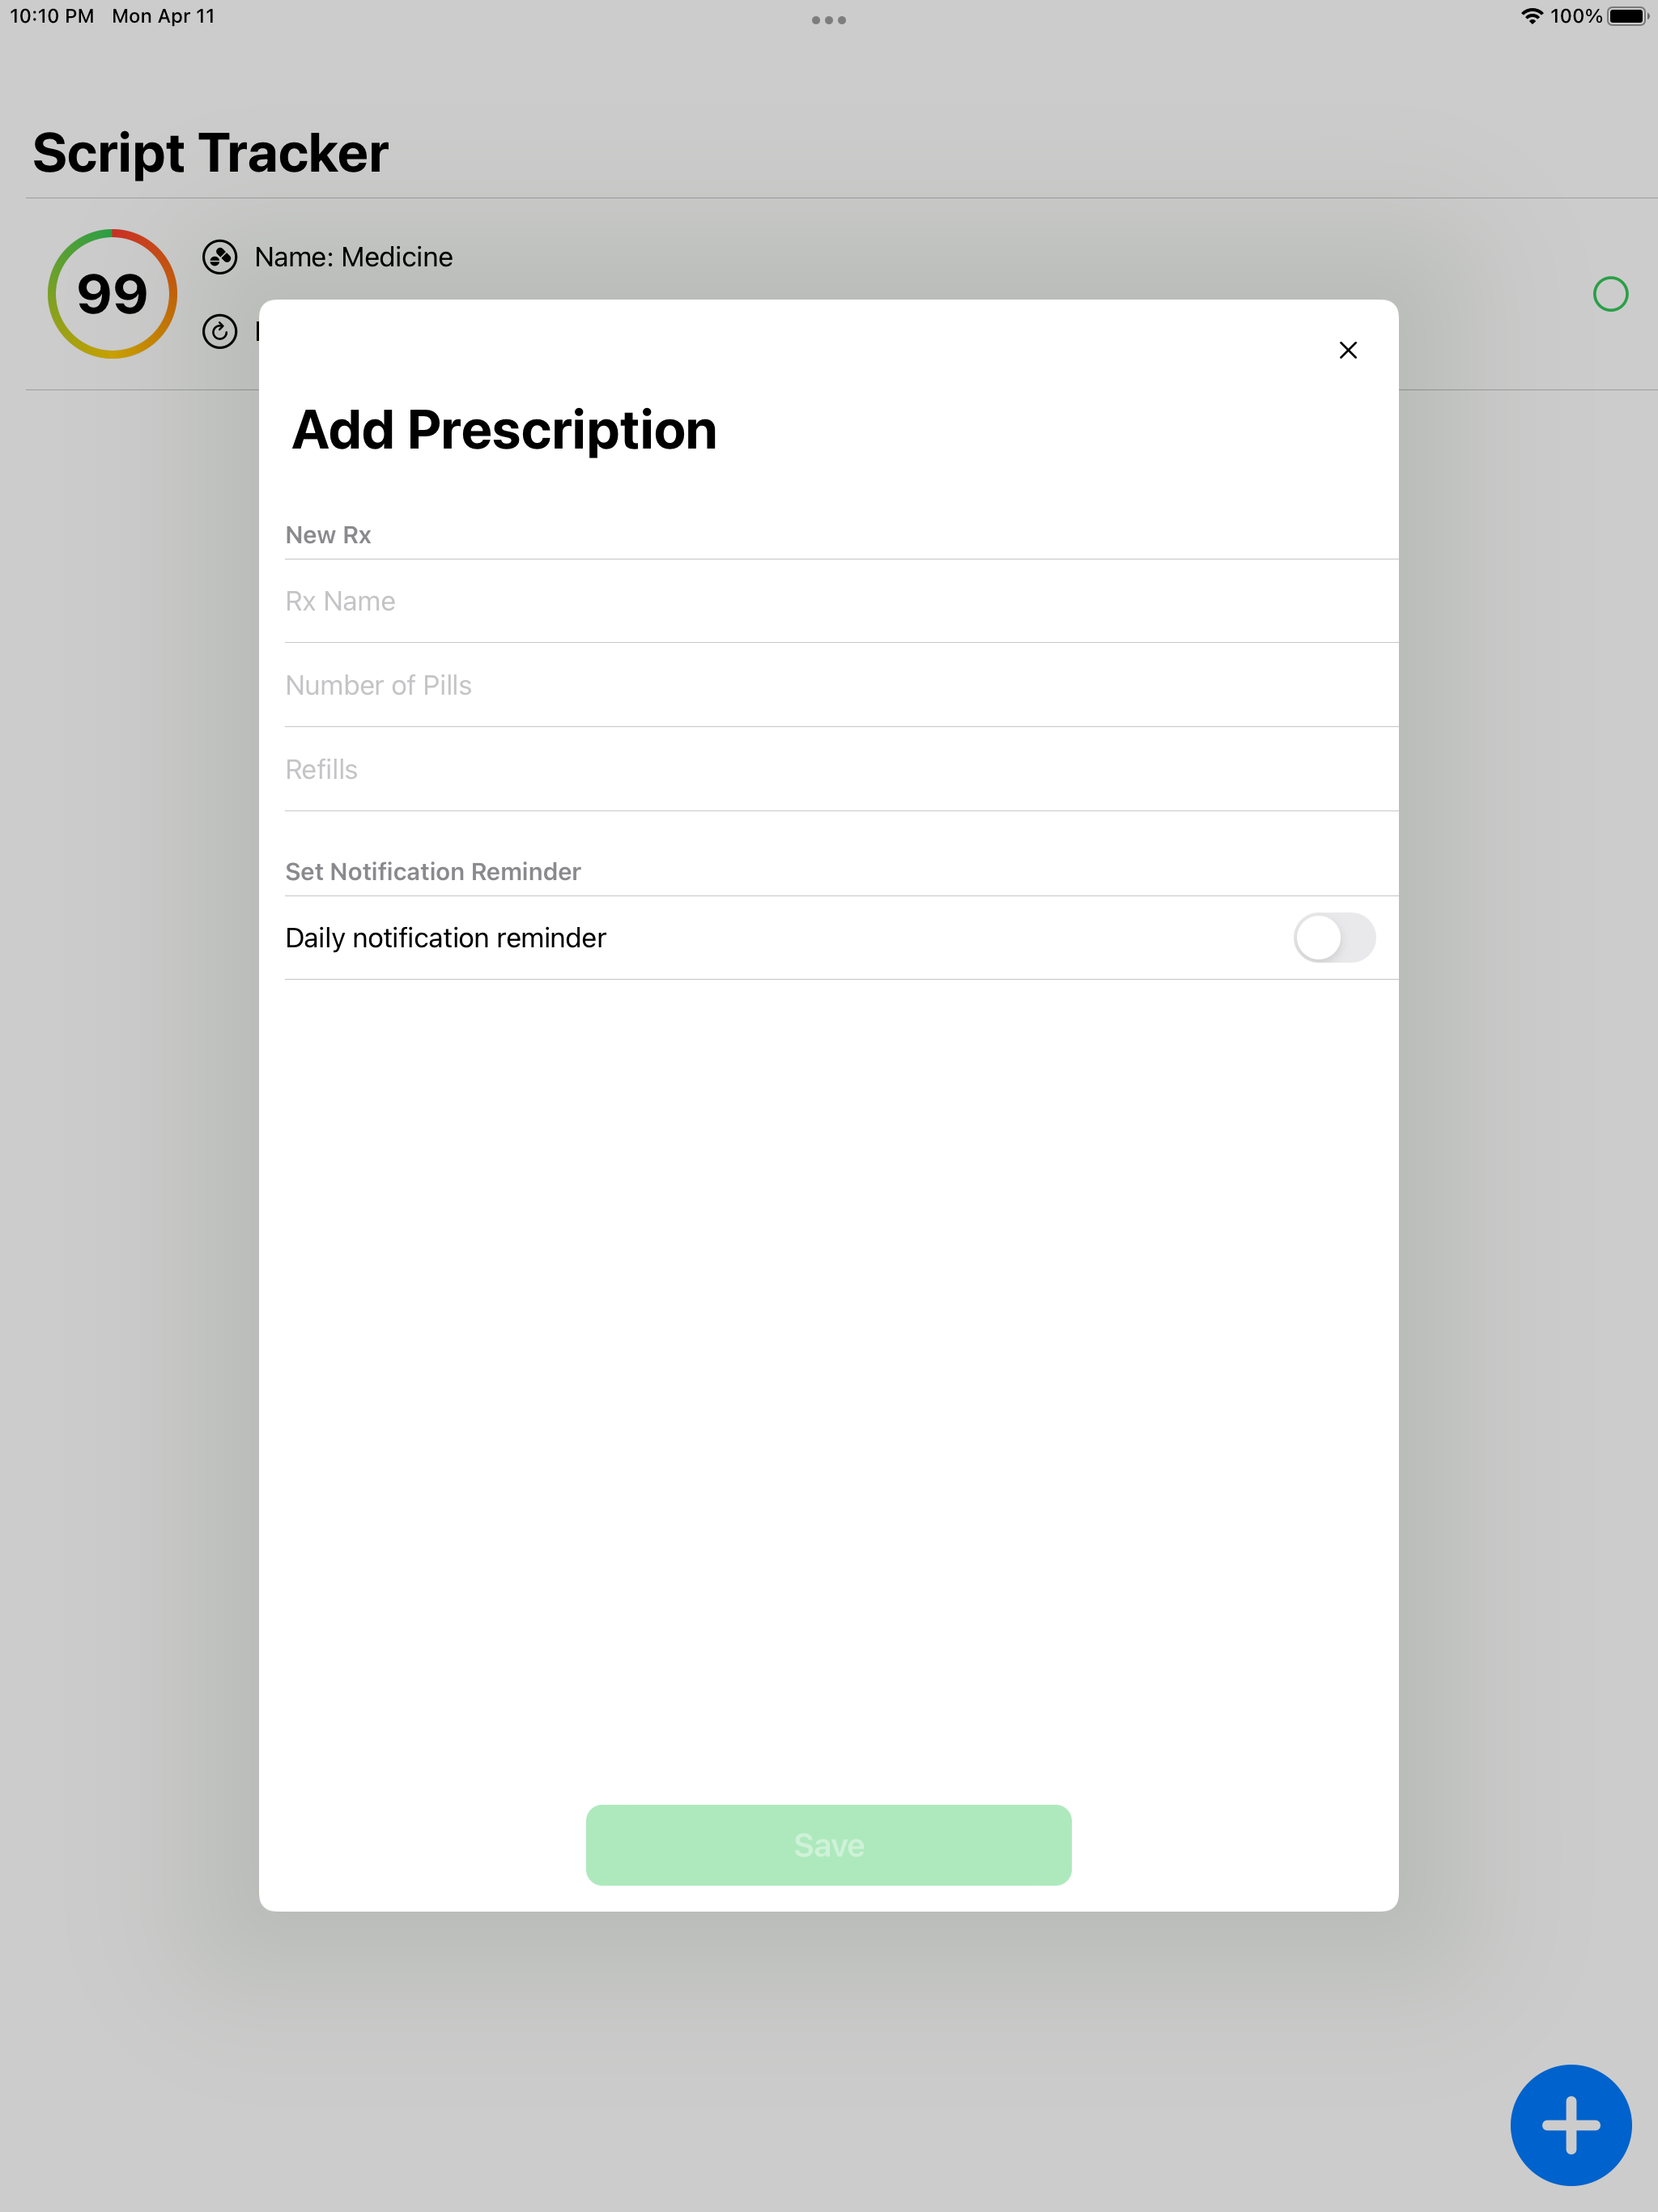 10:10 PM Mon Apr 11
100%
Script Tracker
99
Name: Medicine
Add Prescription
New Rx
Rx Name
Number of Pills
Refills
Set Notification Reminder
Daily notification reminder
Save